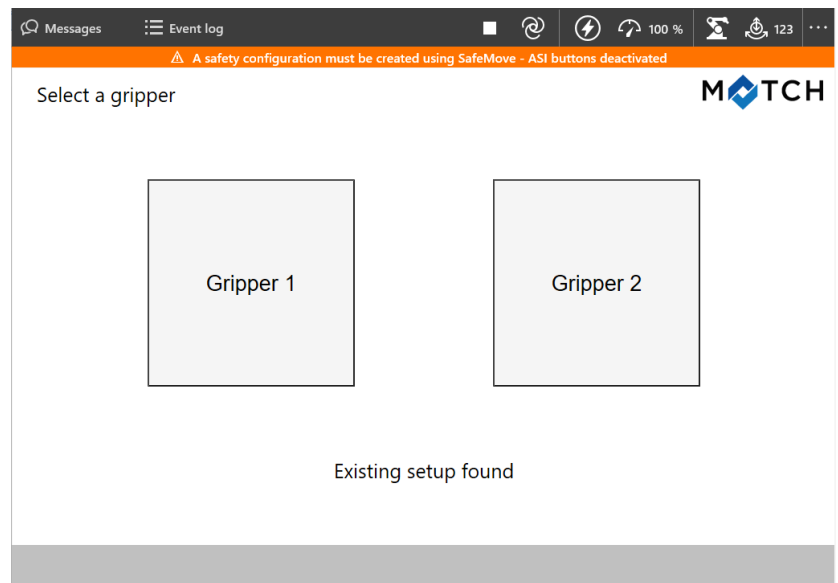 Messages
Event log
100 %
123
A safety configuration must be created using SafeMove - ASI buttons deactivated
Select a gripper
MATCH
Gripper 1
Gripper 2
Existing setup found